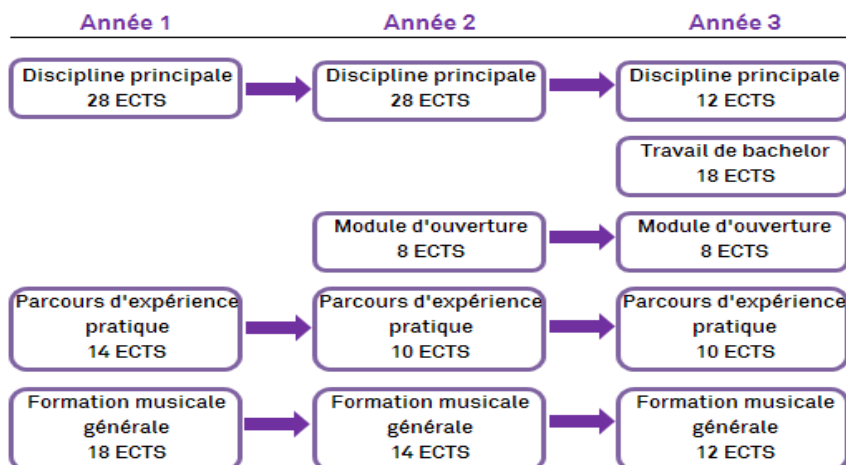 Année 1
Année 2
Année 3
Discipline principale
28 ECTS
Discipline principale
28 ECTS
Discipline principale
12 ECTS
Travail de bachelor
18 ECTS
Module d'ouverture
8 ECTS
Module d'ouverture
8 ECTS
Parcours d'expérience
pratique
14 ECTS
Parcours d'expérience
pratique
10 ECTS
Parcours d'expérience
pratique
10 ECTS
Formation musicale
générale
18 ECTS
Formation musicale
générale
14 ECTS
Formation musicale
générale
12 ECTS